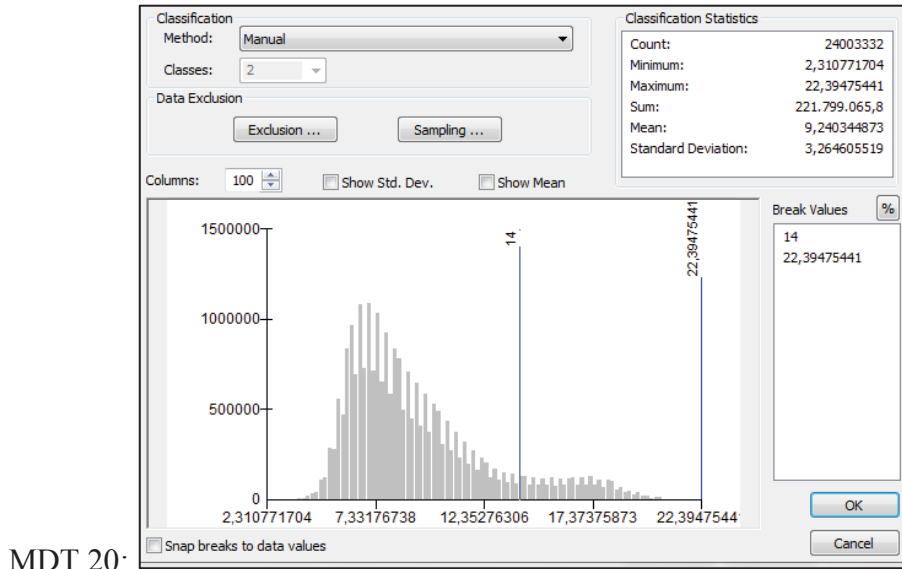 Classification
Method: Manual
Classes: 2
Data Exclusion
Exclusion ... Sampling ...
Classification Statistics
Count: 24003332
Minimum: 2,310771704
Maximum: 22,39475441
Sum: 221.799.065,8
Mean: 9,240344873
Standard Deviation: 3,264605519
Columns: 100 Show Std. Dev. Show Mean
Break Values %
14
22,39475441
14
22,39475441
1500000
1000000
500000
0
2,310771704 7,33176738 12,35276306 17,37375873 22,39475441
Snap breaks to data values
OK
Cancel
MDT 20: